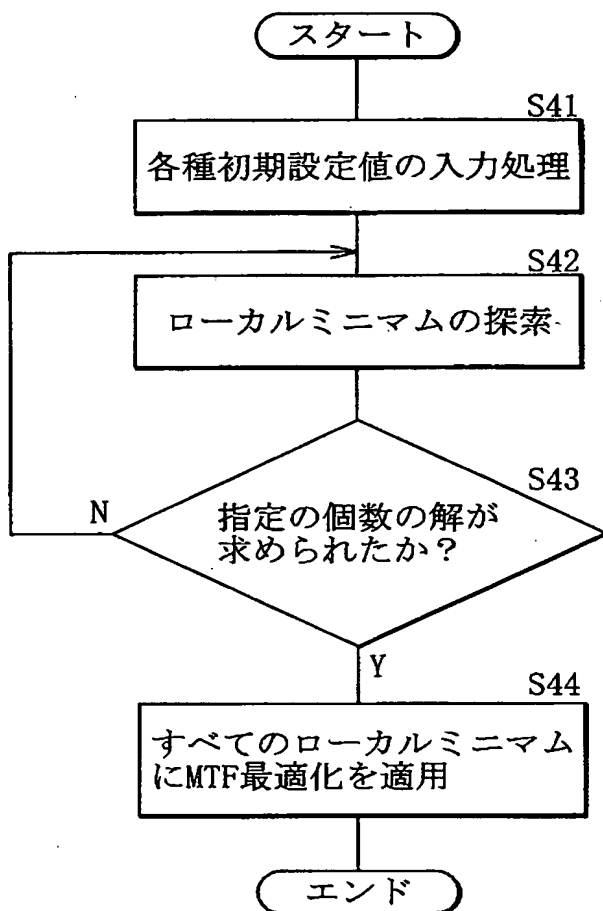 スタート
S41
各種初期設定値の入力処理
S42
ローカルミニマムの探索
S43
指定の個数の解が
求められたか？
N
Y
S44
すべてのローカルミニマム
にMTF最適化を適用
エンド